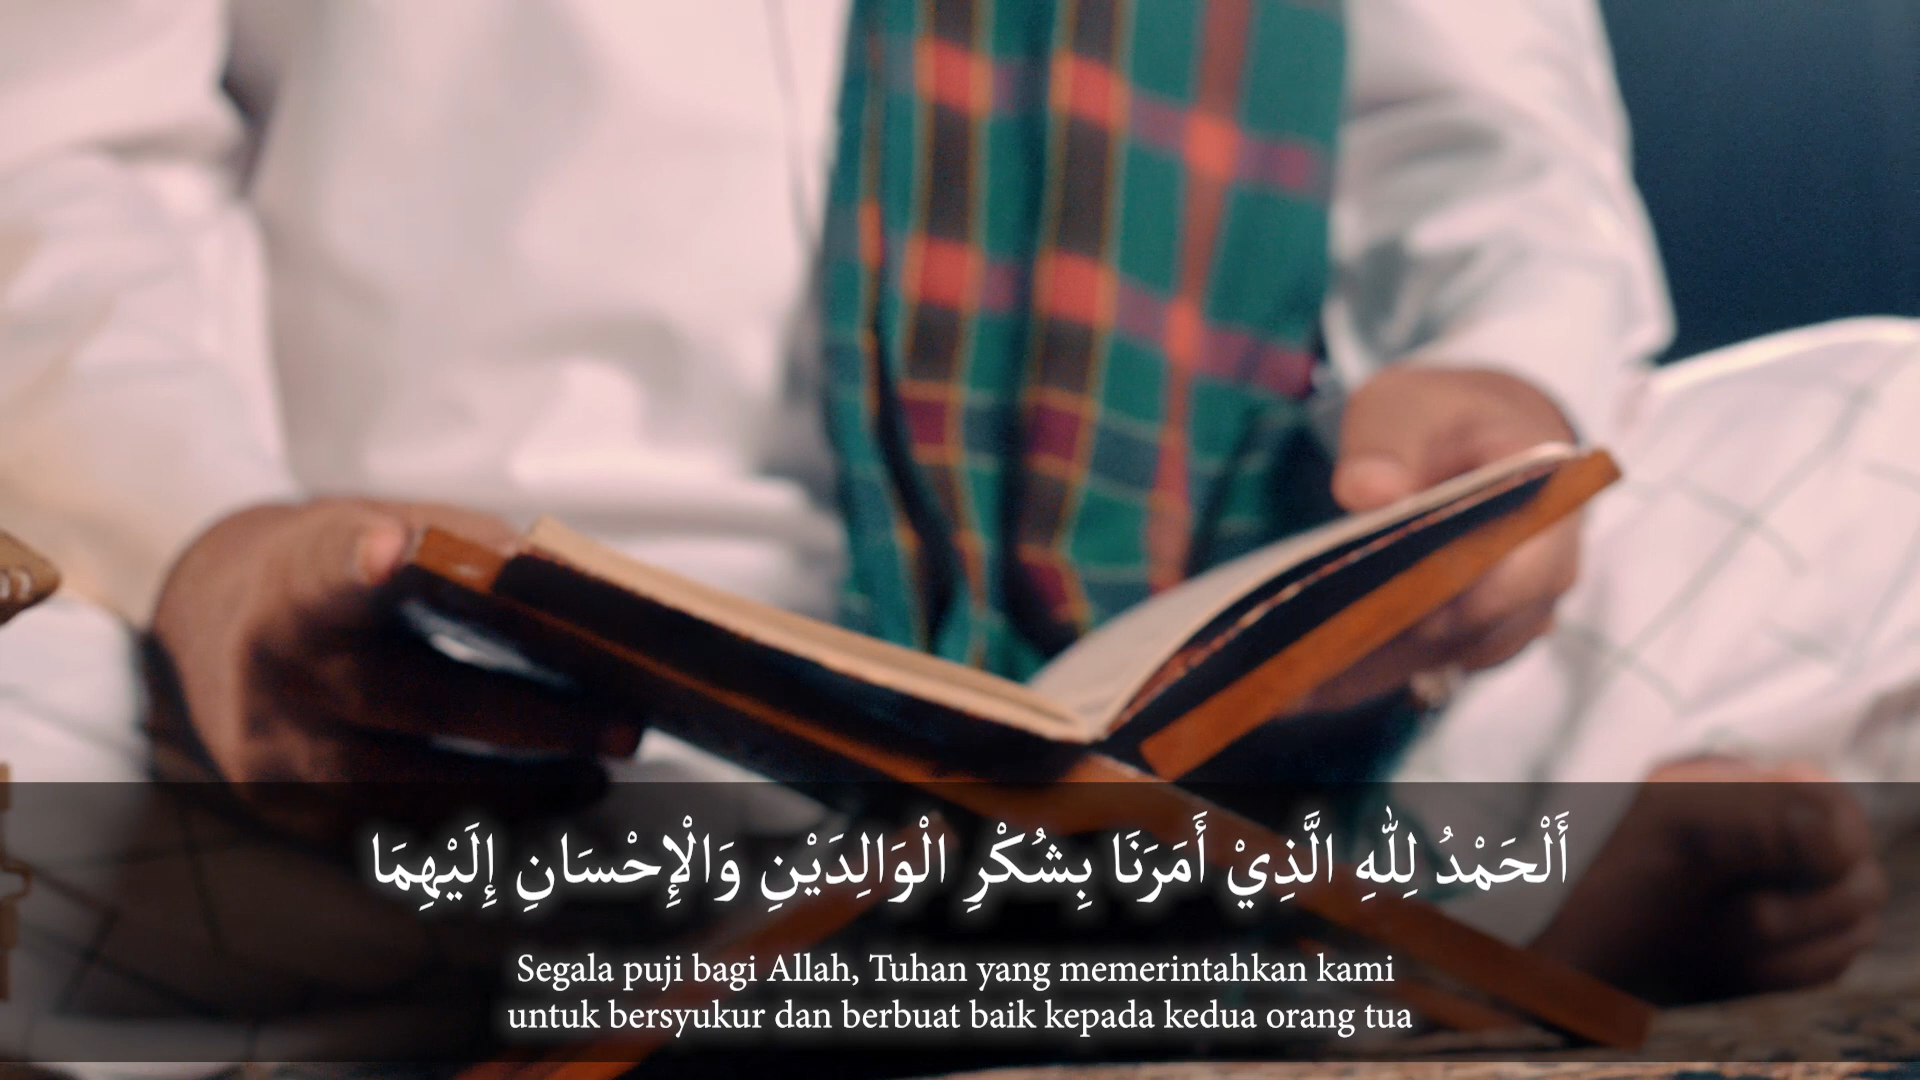 أَلْحَمْدُ لِلّٰهِ الَّذِيْ أَمَرَنَا بِشُكْرِ الْوَالِدَيْنِ وَالْإِحْسَانِ إِلَيْهِمَا
Segala puji bagi Allah, Tuhan yang memerintahkan kami
untuk bersyukur dan berbuat baik kepada kedua orang tua